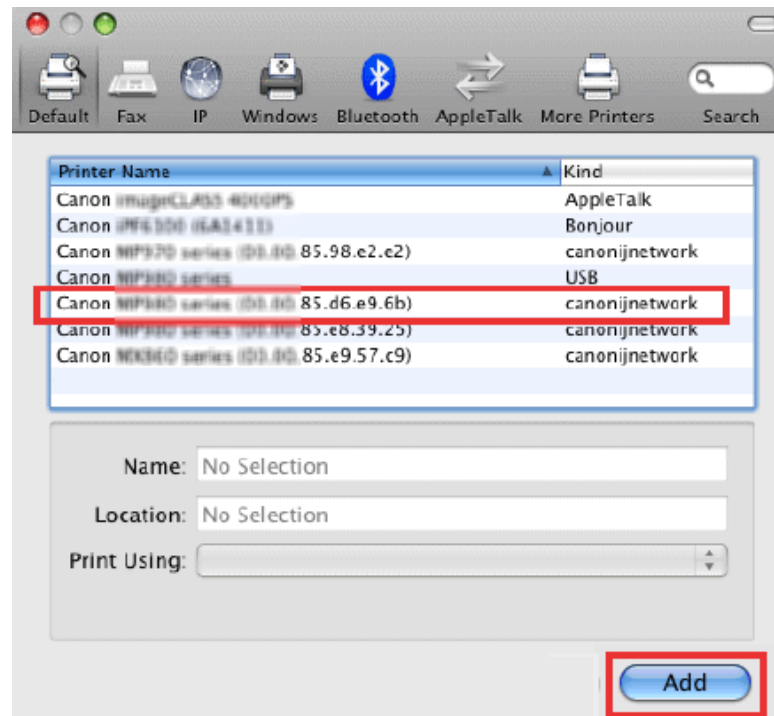 Default Fax IP Windows Bluetooth AppleTalk More Printers Search
Printer Name Kind
Canon AppleTalk
Canon Bonjour
Canon 85.98.e2.e2) canonijnetwork
Canon USB
Canon 85.d6.e9.6b) canonijnetwork
Canon 85.e8.39.25) canonijnetwork
Canon 85.e9.57.c9) canonijnetwork
Name: No Selection
Location: No Selection
Print Using:
Add